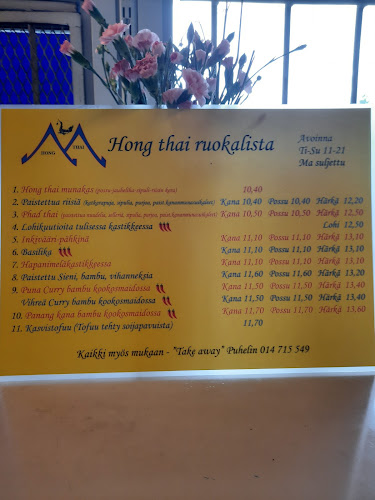 HONG THAI
Hong thai ruokalista
Avoinna
Ti-Su 11-21
Ma suljettu
1. Hong thai munakas 10,40
2. Paistettua riisiä Kana 10,40 Possu 10,40 Härkä 12,20
3. Phad thai Kana 10,50 Possu 10,50 Härkä 12,50
4. Lohikuutioita tulisessa kastikkeessa Lohi 12,50
5. Inkivääri pähkinä Kana 11,10 Possu 11,10 Härkä 13,10
6. Basilika Kana 11,10 Possu 11,10 Härkä 13,10
7. Hapanimeläkastikkeessa Kana 11,10 Possu 11,10 Härkä 13,10
8. Paistettu Sieni, bambu, vihanneksia Kana 11,60 Possu 11,60 Härkä 13,20
9. Puna Curry bambu kookosmaidossa Kana 11,50 Possu 11,50 Härkä 13,40
Vihreä Curry bambu kookosmaidossa Kana 11,50 Possu 11,50 Härkä 13,40
10. Panang kana bambu kookosmaidossa Kana 11,70 Possu 11,70 Härkä 13,60
11. Kasvistofuu (Tofuu tehty soijapavuista) 11,70
Kaikki myös mukaan - "Take away" Puhelin 014 715 549